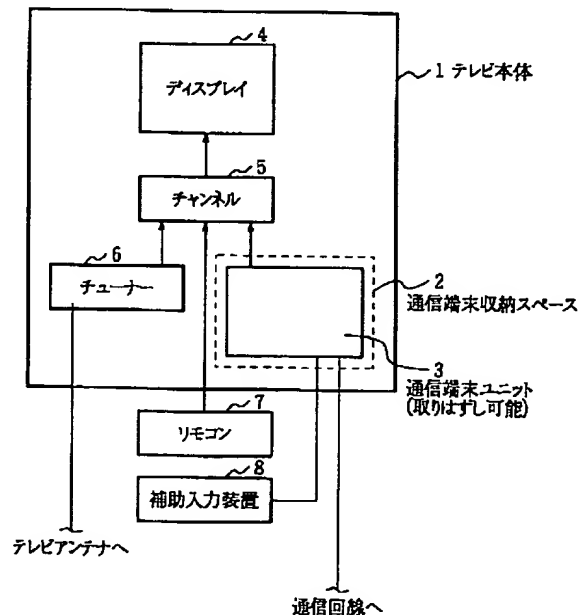 4
ディスプレイ
1 テレビ本体
5
チャンネル
6
チューナー
2
通信端末収納スペース
3
通信端末ユニット
(取りはずし可能)
7
リモコン
8
補助入力装置
テレビアンテナへ
通信回線へ